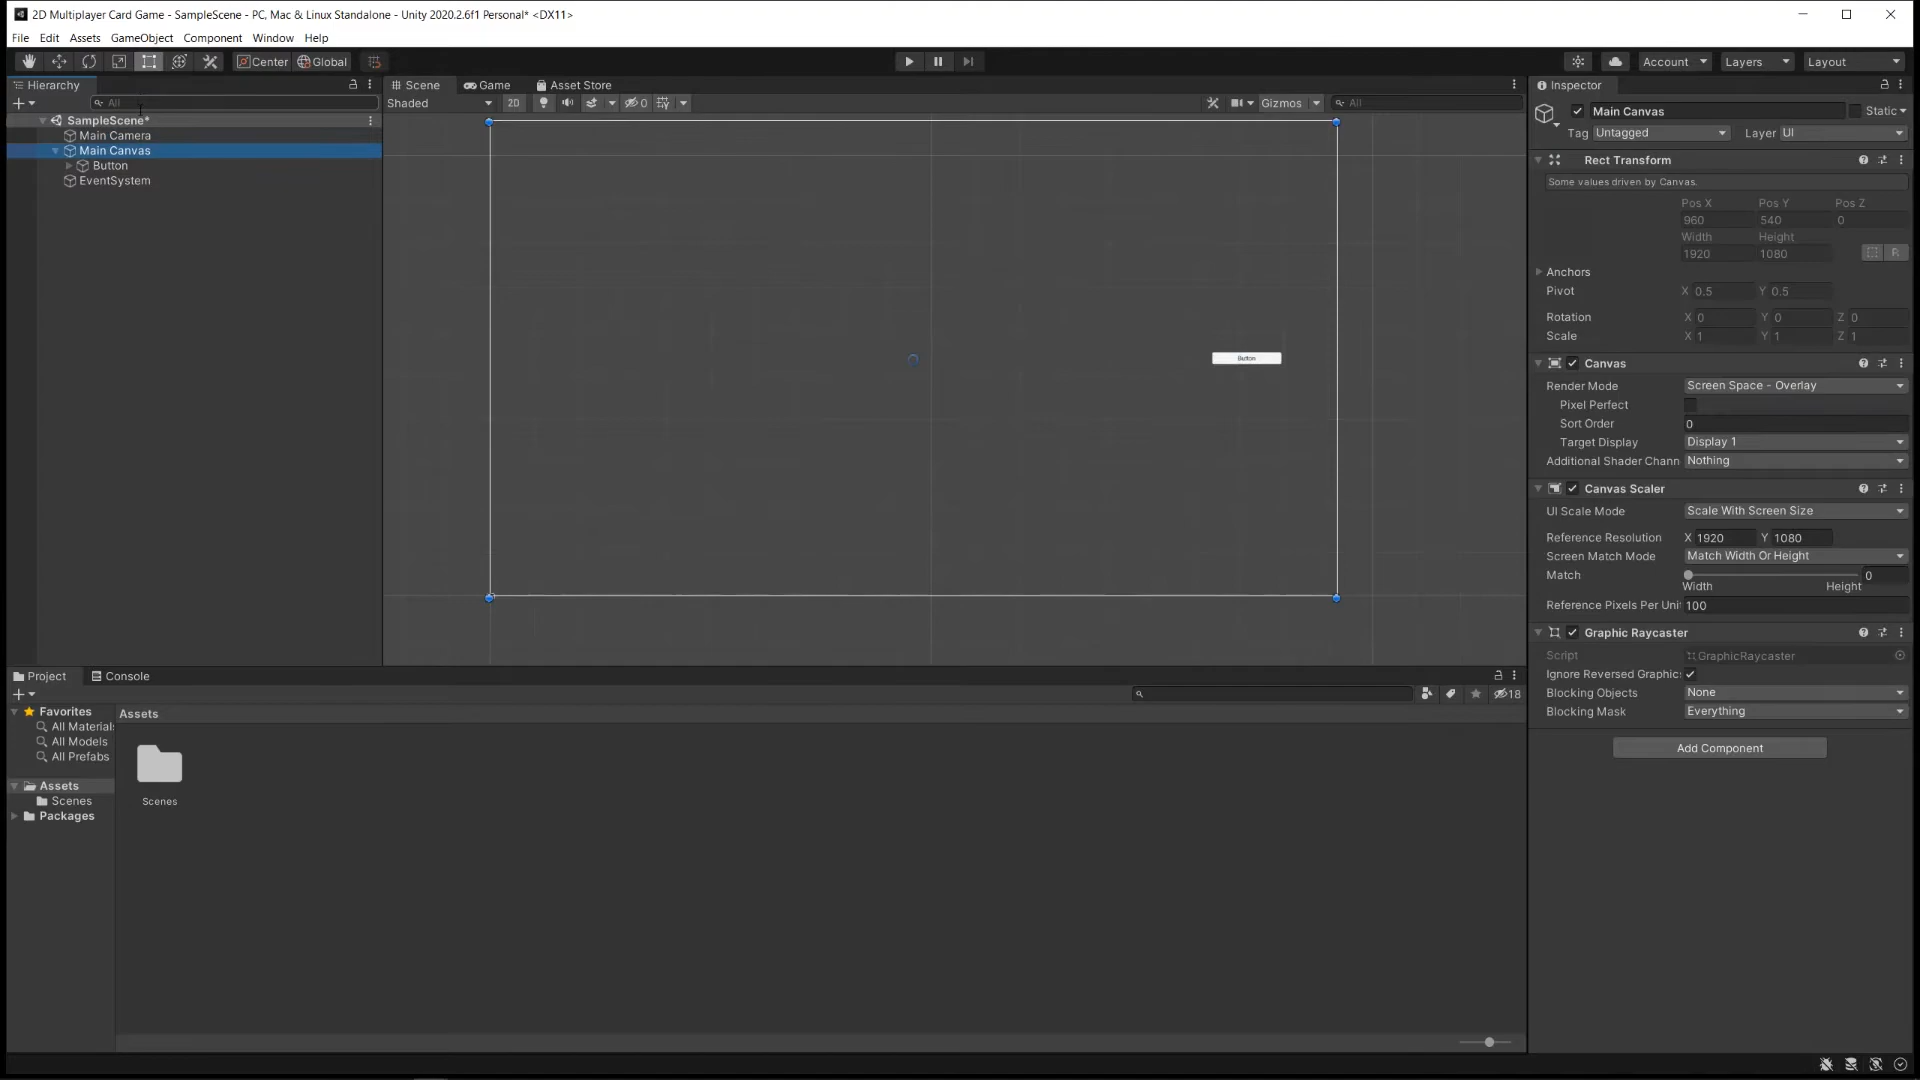 2D Multiplayer Card Game - SampleScene - PC, Mac & Linux Standalone - Unity 2020.2.6f1 Personal* <DX11>
File Edit Assets GameObject Component Window Help
Center Global Account Layers Layout
Hierarchy
All
SampleScene*
Main Camera
Main Canvas
Button
EventSystem
Scene Game Asset Store
Shaded 2D 0 Gizmos All
Button
Inspector
Main Canvas Static
Tag Untagged Layer UI
Rect Transform
Some values driven by Canvas.
Pos X Pos Y Pos Z
960 540 0
Width Height
1920 1080 R
Anchors
Pivot X 0.5 Y 0.5
Rotation X 0 Y 0 Z 0
Scale X 1 Y 1 Z 1
Canvas
Render Mode Screen Space - Overlay
Pixel Perfect
Sort Order 0
Target Display Display 1
Additional Shader Chann Nothing
Canvas Scaler
UI Scale Mode Scale With Screen Size
Reference Resolution X 1920 Y 1080
Screen Match Mode Match Width Or Height
Match 0
Width Height
Reference Pixels Per Uni 100
Graphic Raycaster
Script GraphicRaycaster
Ignore Reversed Graphic
Blocking Objects None
Blocking Mask Everything
Add Component
Project Console
18
Favorites
All Material
All Models
All Prefabs
Assets
Scenes
Packages
Assets
Scenes